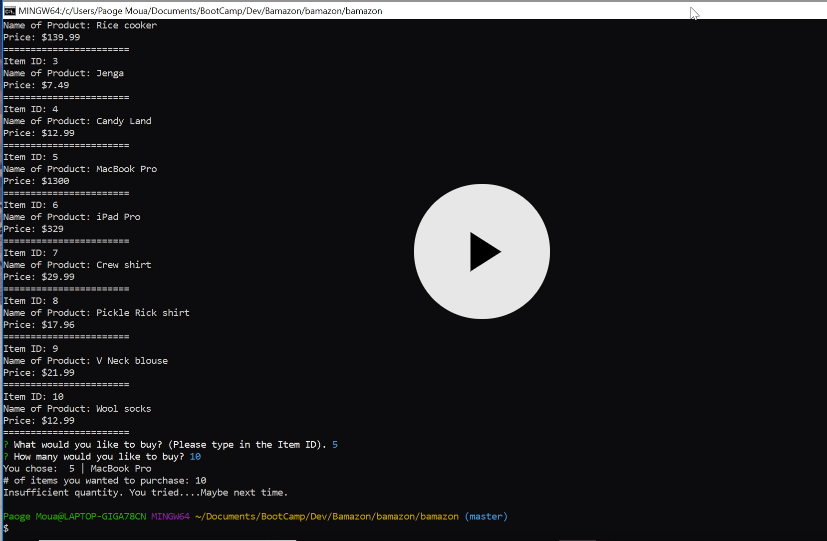 MINGW64:/c/Users/Paoge Moua/Documents/BootCamp/Dev/Bamazon/bamazon/bamazon
Name of Product: Rice cooker
Price: $139.99
=======================
Item ID: 3
Name of Product: Jenga
Price: $7.49
=======================
Item ID: 4
Name of Product: Candy Land
Price: $12.99
=======================
Item ID: 5
Name of Product: MacBook Pro
Price: $1300
=======================
Item ID: 6
Name of Product: iPad Pro
Price: $329
=======================
Item ID: 7
Name of Product: Crew shirt
Price: $29.99
=======================
Item ID: 8
Name of Product: Pickle Rick shirt
Price: $17.96
=======================
Item ID: 9
Name of Product: V Neck blouse
Price: $21.99
=======================
Item ID: 10
Name of Product: Wool socks
Price: $12.99
=======================
? What would you like to buy? (Please type in the Item ID). 5
? How many would you like to buy? 10
You chose:  5 | MacBook Pro
# of items you wanted to purchase: 10
Insufficient quantity. You tried....Maybe next time.
Paoge Moua@LAPTOP-GIGA78CN MINGW64 ~/Documents/BootCamp/Dev/Bamazon/bamazon/bamazon (master)
$